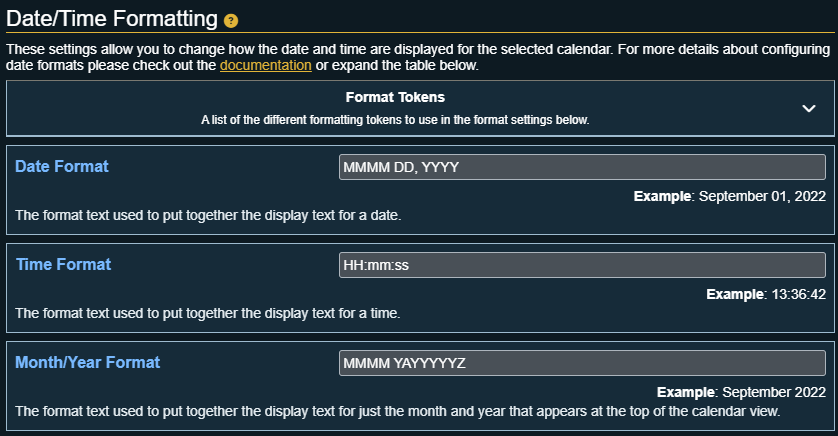 Date/Time Formatting ?
These settings allow you to change how the date and time are displayed for the selected calendar. For more details about configuring
date formats please check out the documentation or expand the table below.
Format Tokens
A list of the different formatting tokens to use in the format settings below.
Date Format MMMM DD, YYYY
Example: September 01, 2022
The format text used to put together the display text for a date.
Time Format HH:mm:ss
Example: 13:36:42
The format text used to put together the display text for a time.
Month/Year Format MMMM YAYYYYYZ
Example: September 2022
The format text used to put together the display text for just the month and year that appears at the top of the calendar view.